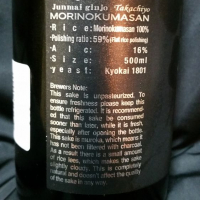 Junmai ginjo Takachiyo
MORINOKUMASAN
Rice: Morinokumasan 100%
Polishing ratio: 59% (Flat rice polishing)
Alc: 16%
Size: 500ml
yeast: Kyokai 1801
Brewers Note:
This sake is unpasteurized. To
ensure freshness please keep this
bottle refrigerated. It is recommend-
ed that this sake be consumed
sooner than later, while it is fresh,
especially after opening the bottle.
This sake is muroka, which means it
has not been filtered with charcoal.
As a result there is a small amount
of rice lees, which makes the sake
slightly cloudy. This is completely
natural and doesn't affect the quality
of the sake in any way.